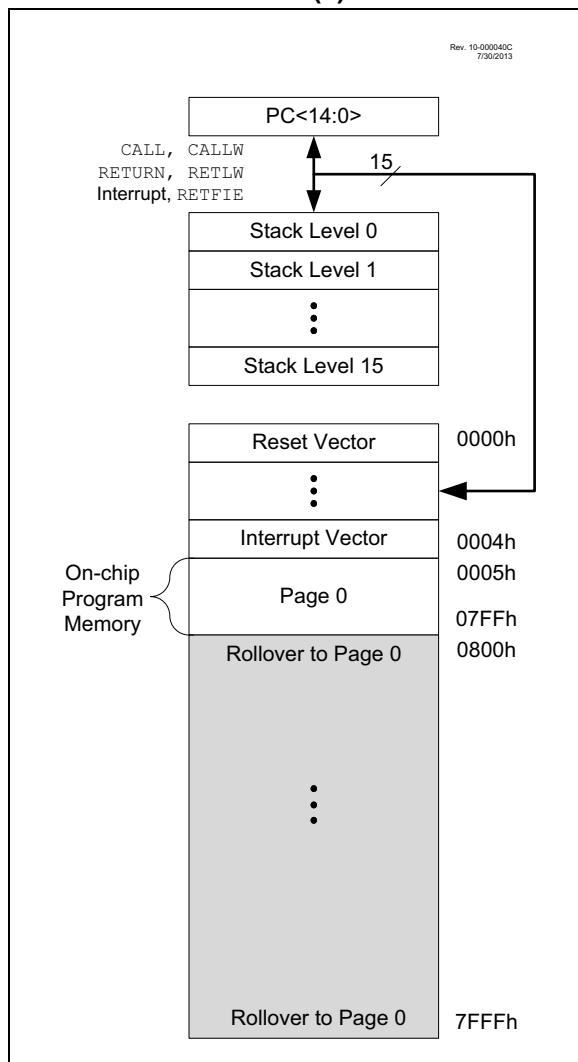 Rev. 10-000040C
7/30/2013
PC<14:0>
CALL, CALLW
RETURN, RETLW
Interrupt, RETFIE
15
Stack Level 0
Stack Level 1
Stack Level 15
Reset Vector
0000h
Interrupt Vector
0004h
On-chip
Program
Memory
0005h
Page 0
07FFh
Rollover to Page 0
0800h
Rollover to Page 0
7FFFh